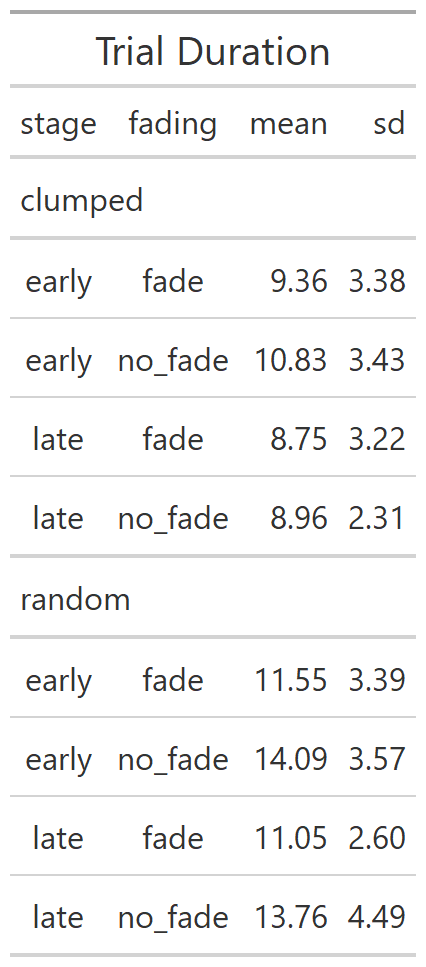 Trial Duration
stage fading mean sd
clumped
early fade 9.36 3.38
early no_fade 10.83 3.43
late fade 8.75 3.22
late no_fade 8.96 2.31
random
early fade 11.55 3.39
early no_fade 14.09 3.57
late fade 11.05 2.60
late no_fade 13.76 4.49